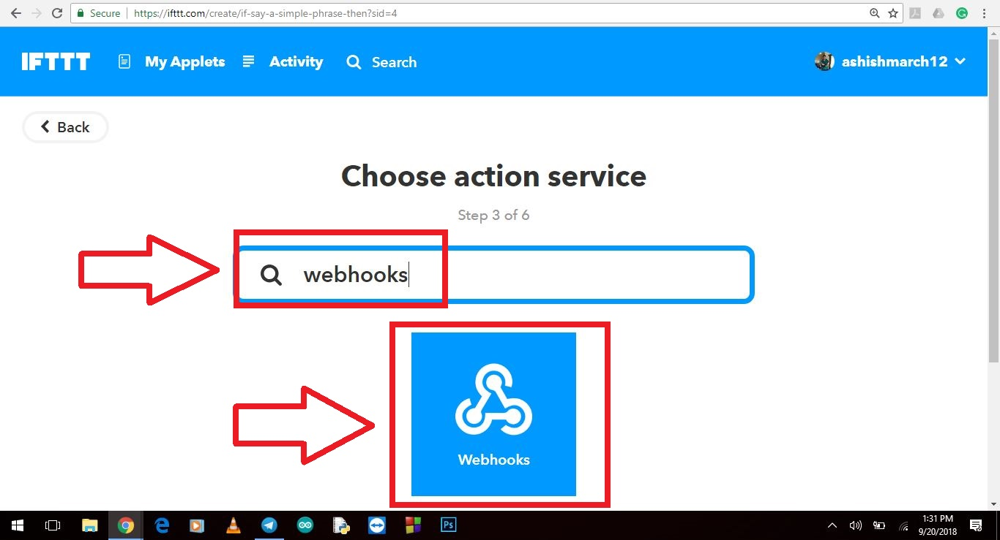 Secure https://ifttt.com/create/if-say-a-simple-phrase-then?sid=4
IFTTT My Applets Activity Search ashishmarch12
Back
Choose action service
Step 3 of 6
webhooks
Webhooks
Ps
1:31 PM
9/20/2018